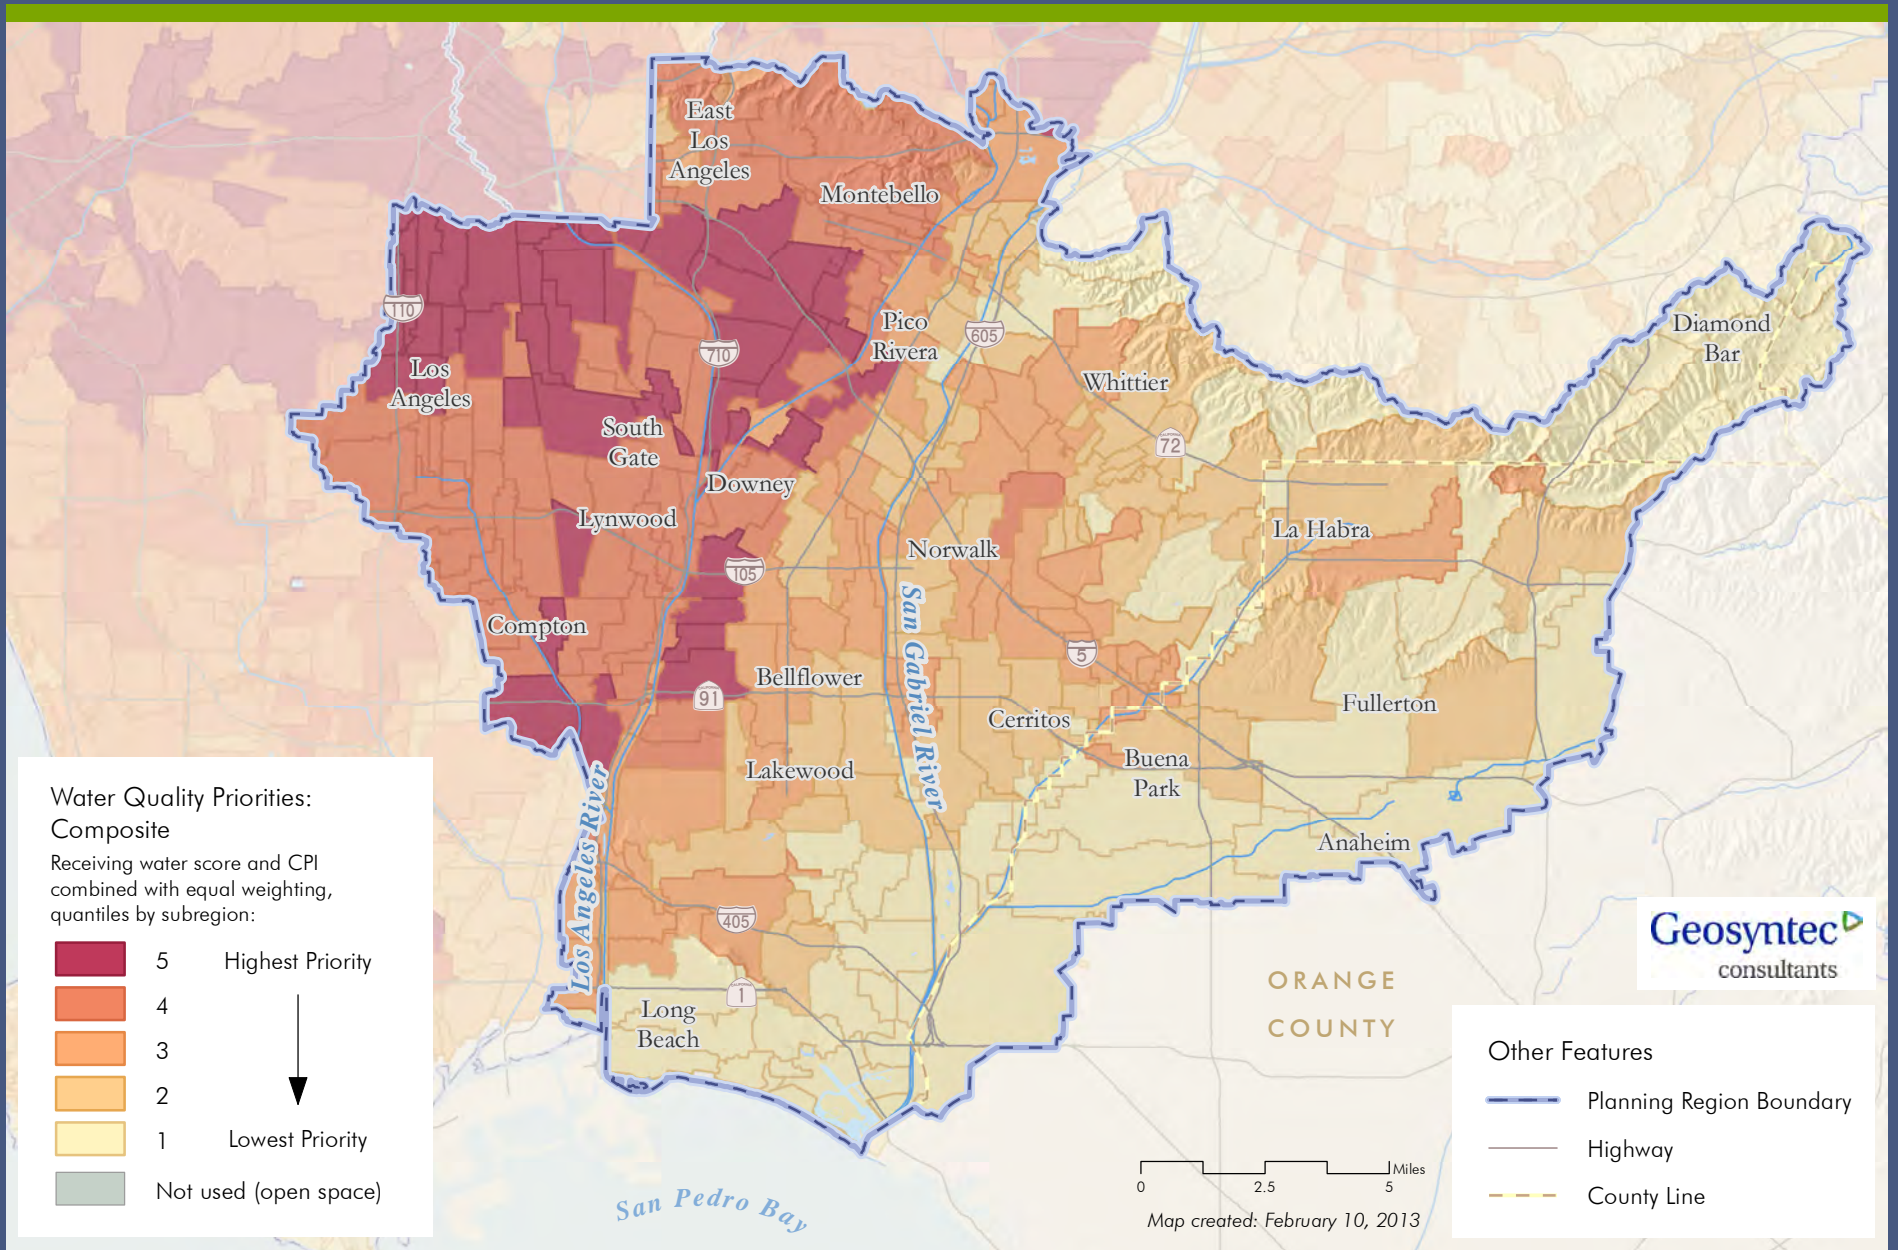 East
Los
Angeles
Montebello
110
Los
Angeles
710
Pico
Rivera
605
Diamond
Bar
Whittier
72
South
Gate
Downey
Lynwood
La Habra
Norwalk
105
Compton
San Gabriel River
5
Bellflower
91
Fullerton
Cerritos
Lakewood
Buena
Park
Anaheim
Los Angeles River
405
1
Long
Beach
ORANGE
COUNTY
San Pedro Bay
Water Quality Priorities:
Composite
Receiving water score and CPI
combined with equal weighting,
quantiles by subregion:
5 Highest Priority
4
3
2
1 Lowest Priority
Not used (open space)
Geosyntec
consultants
Other Features
Planning Region Boundary
Highway
County Line
Miles
0 2.5 5
Map created: February 10, 2013